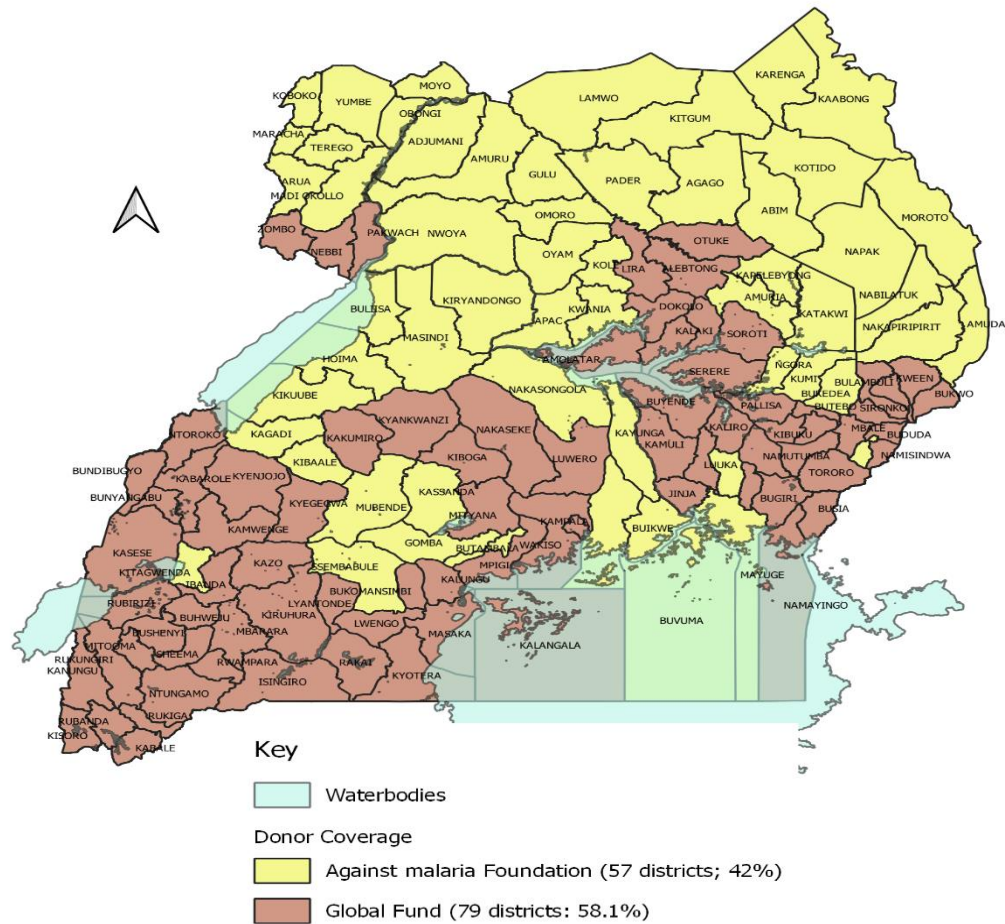 MOYO
KOBOKO
YUMBE
OBONGI
LAMWO
KARENGA
KAABONG
KITGUM
MARACHA
TEREGO
ADJUMANI
AMURU
GULU
PADER
AGAGO
KOTIDO
ARUA
MADI OKOLLO
ABIM
MOROTO
ZOMBO
NEBBI
PAKWACH
NWOYA
OMORO
OTUKE
NAPAK
OYAM
KOLE
LIRA
ALEBTONG
KAPELEBYONG
BULIISA
KIRYANDONGO
KWANIA
DOKOLO
AMURIA
KATAKWI
NABILATUK
APAC
MASINDI
KALAKI
SOROTI
NAKAPIRIPIRIT
AMUDA
HOIMA
AMOLATAR
SERERE
NGORA
KUMI
BUKEDEA
BULAMBULI
KWEEN
BUKWO
KIKUUBE
NAKASONGOLA
BUYENDE
PALLISA
BUTEBO
SIRONKO
KAGADI
KAKUMIRO
KYANKWANZI
NAKASEKE
KAYUNGA
KAMULI
KALIRO
KIBUKU
MBALE
BUDUDA
NTOROKO
KIBAALE
KIBOGA
LUWERO
NAMUTUMBA
NAMISINDWA
BUNDIBUGYO
KABAROLE
KYENJOJO
LUUKA
TORORO
BUNYANGABU
KYEGEGWA
MUBENDE
KASSANDA
MITYANA
JINJA
BUGIRI
BUSIA
KAMWENGE
KAMPALA
BUIKWE
KASESE
GOMBA
BUTAMBALA
WAKISO
KITAGWENDA
IBANDA
KAZO
SSEMBABULE
MPIGI
KALUNGU
MAYUGE
RUBIRIZI
BUKOMANSIMBI
LYANTONDE
NAMAYINGO
BUHWEJU
KIRUHURA
LWENGO
BUVUMA
BUSHENYI
MBARARA
MASAKA
KALANGALA
MITOOMA
SHEEMA
RUKUNGIRI
KANUNGU
RWAMPARA
RAKAI
KYOTERA
ISINGIRO
NTUNGAMO
RUBANDA
RUKIGA
KISORO
KABALE
Key
Waterbodies
Donor Coverage
Against malaria Foundation (57 districts; 42%)
Global Fund (79 districts: 58.1%)